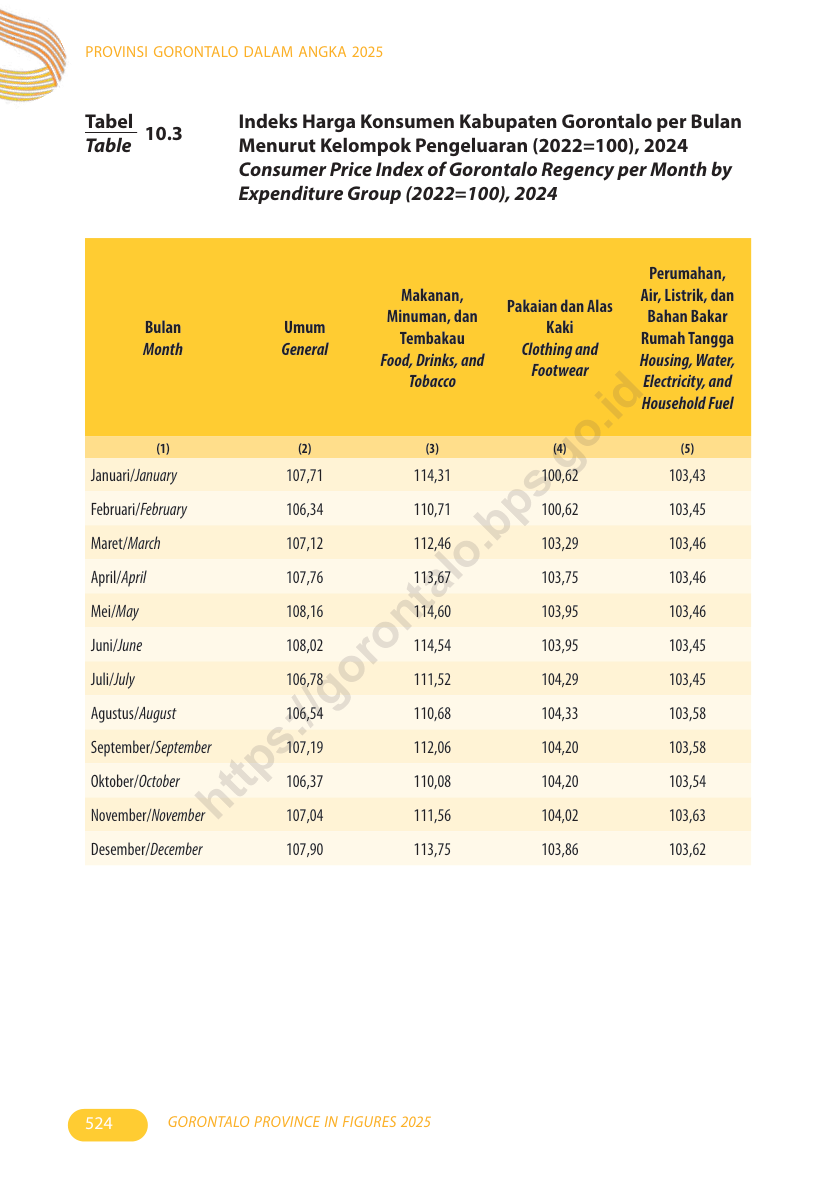 PROVINSI GORONTALO DALAM ANGKA 2025
Tabel
Table
10.3
Indeks Harga Konsumen Kabupaten Gorontalo per Bulan
Menurut Kelompok Pengeluaran (2022=100), 2024
Consumer Price Index of Gorontalo Regency per Month by
Expenditure Group (2022=100), 2024
Bulan
Month
Umum
General
Makanan,
Minuman, dan
Tembakau
Food, Drinks, and
Tobacco
Pakaian dan Alas
Kaki
Clothing and
Footwear
Perumahan,
Air, Listrik, dan
Bahan Bakar
Rumah Tangga
Housing, Water,
Electricity, and
Household Fuel
(1) (2) (3) (4) (5)
Januari/January 107,71 114,31 100,62 103,43
Februari/February 106,34 110,71 100,62 103,45
Maret/March 107,12 112,46 103,29 103,46
April/April 107,76 113,67 103,75 103,46
Mei/May 108,16 114,60 103,95 103,46
Juni/June 108,02 114,54 103,95 103,45
Juli/July 106,78 111,52 104,29 103,45
Agustus/August 106,54 110,68 104,33 103,58
September/September 107,19 112,06 104,20 103,58
Oktober/October 106,37 110,08 104,20 103,54
November/November 107,04 111,56 104,02 103,63
Desember/December 107,90 113,75 103,86 103,62
https://gorontalo.bps.go.id
524
GORONTALO PROVINCE IN FIGURES 2025